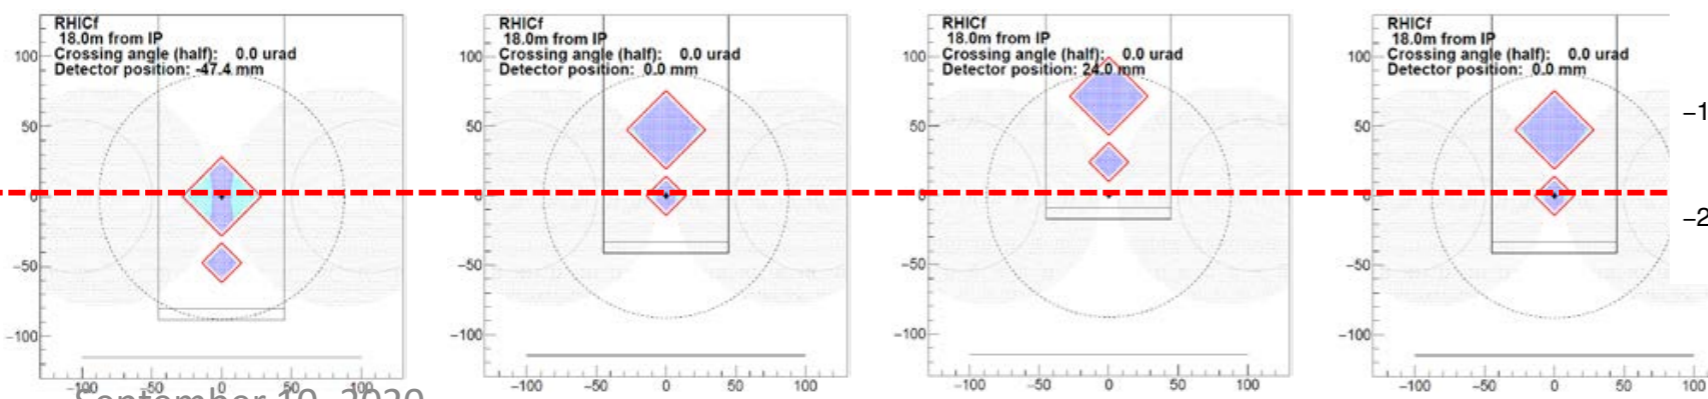 RHICf
18.0m from IP
Crossing angle (half): 0.0 urad
Detector position: -47.4 mm
100
50
0
−50
−100
−100 −50 0 50 100
RHICf
18.0m from IP
Crossing angle (half): 0.0 urad
Detector position: 0.0 mm
100
50
0
−50
−100
−100 −50 0 50 100
RHICf
18.0m from IP
Crossing angle (half): 0.0 urad
Detector position: 24.0 mm
100
50
0
−50
−100
−100 −50 0 50 100
RHICf
18.0m from IP
Crossing angle (half): 0.0 urad
Detector position: 0.0 mm
100
50
0
−50
−100
−100 −50 0 50 100
−1
−2
September 10, 2020